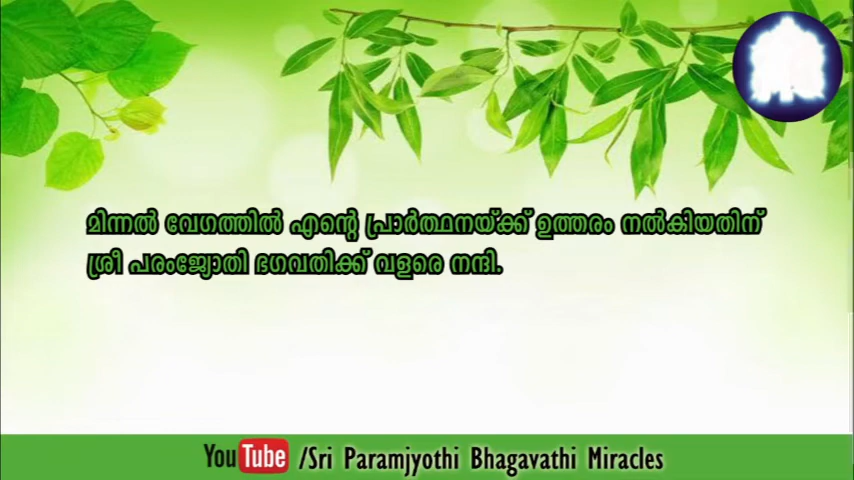 മിന്നൽ വേഗത്തിൽ എന്റെ പ്രാർത്ഥനയ്ക്ക് ഉത്തരം നൽകിയതിന്
ശ്രീ പരംജ്യോതി ഭഗവതിക്ക് വളരെ നന്ദി.
YouTube /Sri Paramjyothi Bhagavathi Miracles